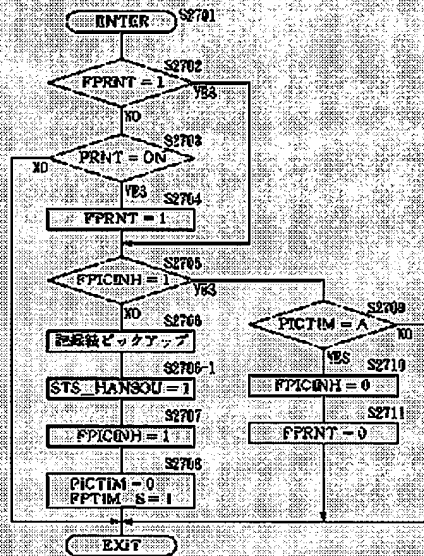 ENTER
S2701
S2702
FPRNT = 1
YES
NO
S2703
PRNT = ON
NO
YES
S2704
FPRNT = 1
S2705
FPICINH = 1
YES
NO
S2709
PICTIM = A
NO
YES
S2706
記録紙ピックアップ
S2706-1
STS_HANSOU = 1
S2710
FPICINH = 0
S2707
FPICINH = 1
S2711
FPRNT = 0
S2708
PICTIM = 0
FPTIM_S = 1
EXIT